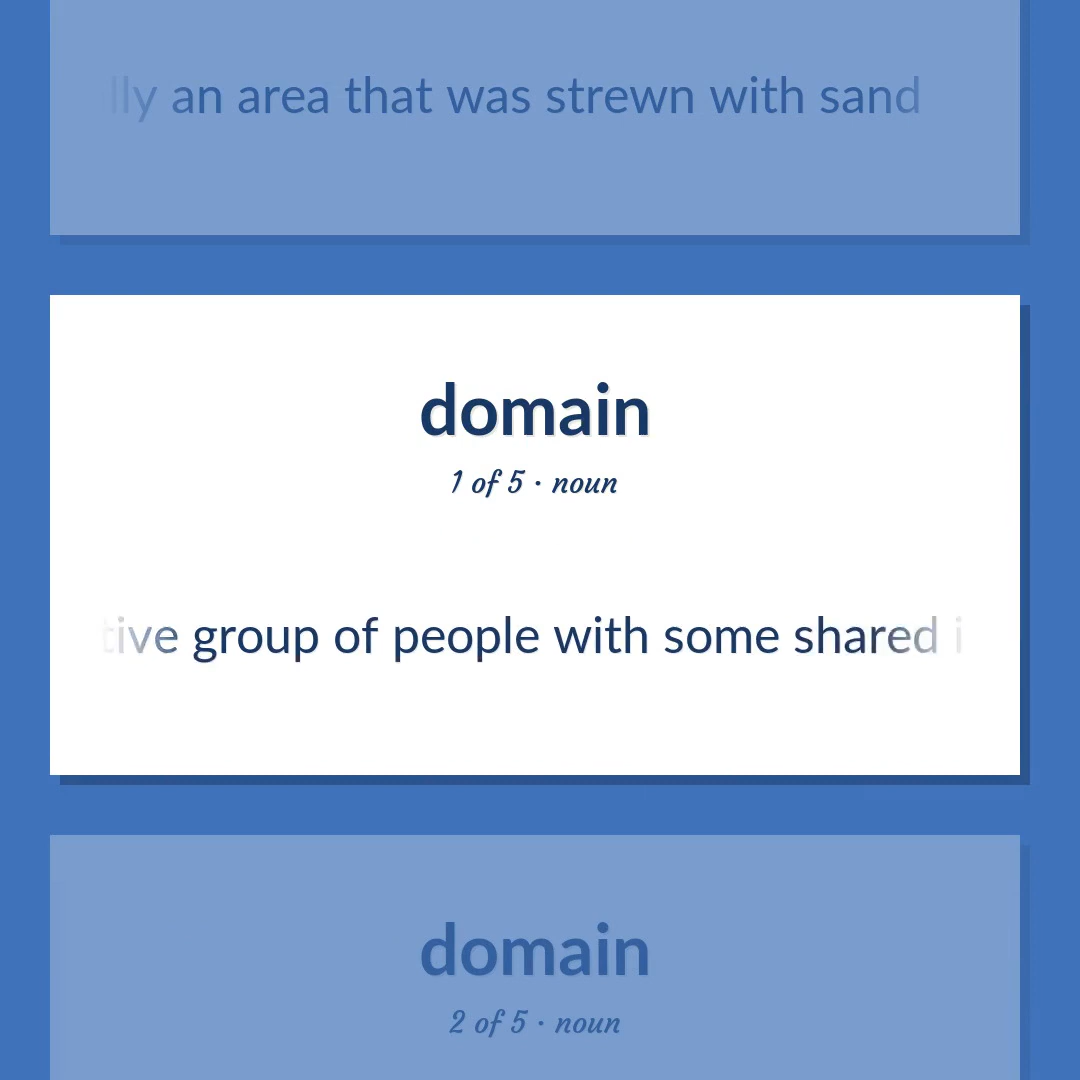 lly an area that was strewn with sand
domain
1 of 5 · noun
tive group of people with some shared i
domain
2 of 5 · noun